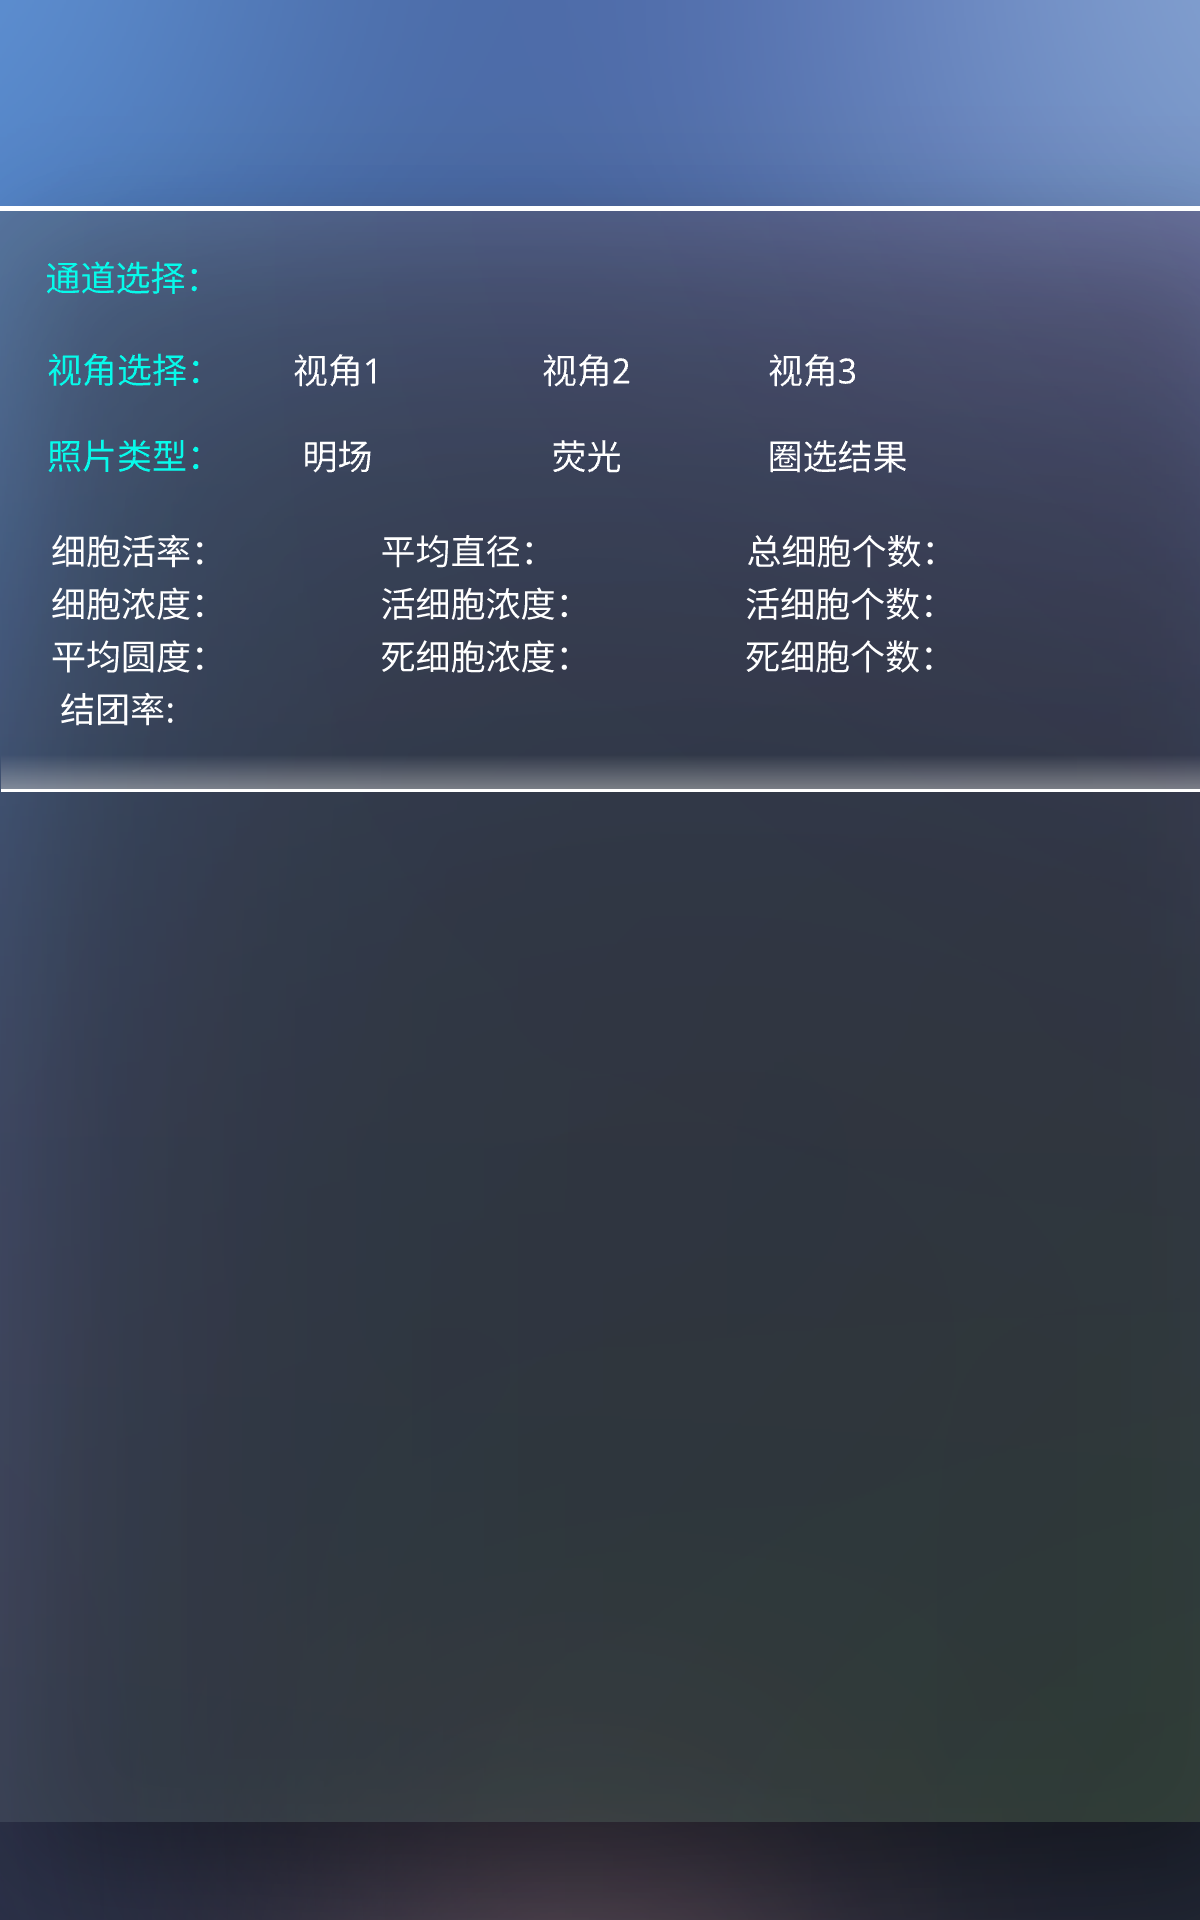 通道选择：
视角选择： 视角1 视角2 视角3
照片类型： 明场 荧光 圈选结果
细胞活率： 平均直径： 总细胞个数：
细胞浓度： 活细胞浓度： 活细胞个数：
平均圆度： 死细胞浓度： 死细胞个数：
结团率: